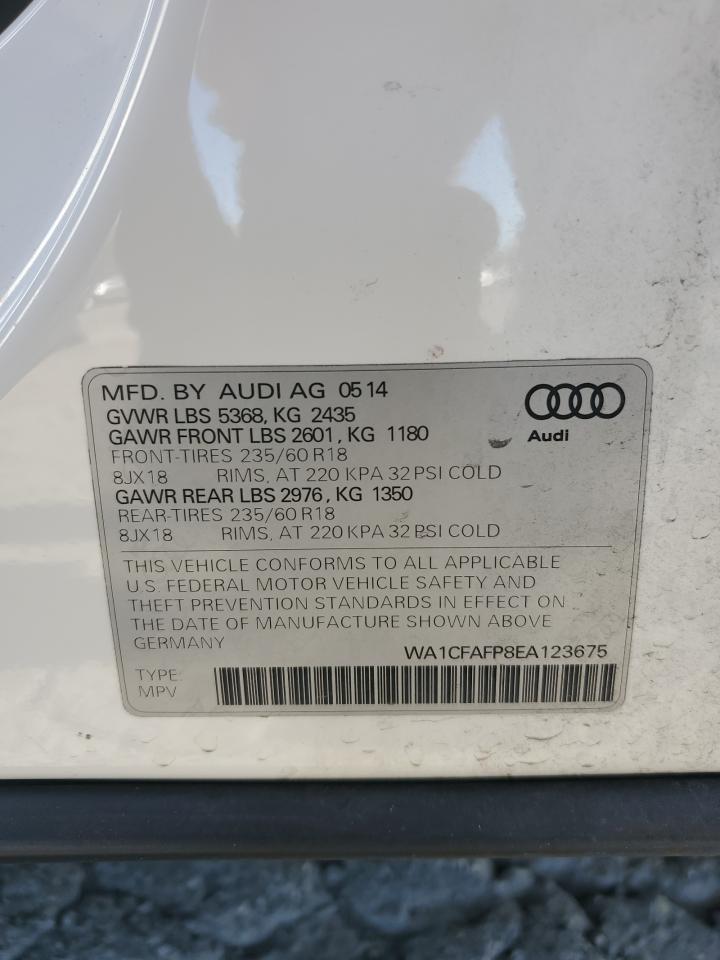 MFD. BY AUDI AG 0514
GVWR LBS 5368, KG 2435
GAWR FRONT LBS 2601, KG 1180
FRONT-TIRES 235/60 R18
8JX18 RIMS, AT 220 KPA 32 PSI COLD
GAWR REAR LBS 2976, KG 1350
REAR-TIRES 235/60 R18
8JX18 RIMS, AT 220 KPA 32 PSI COLD
Audi
THIS VEHICLE CONFORMS TO ALL APPLICABLE
U.S. FEDERAL MOTOR VEHICLE SAFETY AND
THEFT PREVENTION STANDARDS IN EFFECT ON
THE DATE OF MANUFACTURE SHOWN ABOVE
GERMANY WA1CFAFP8EA123675
TYPE:
MPV